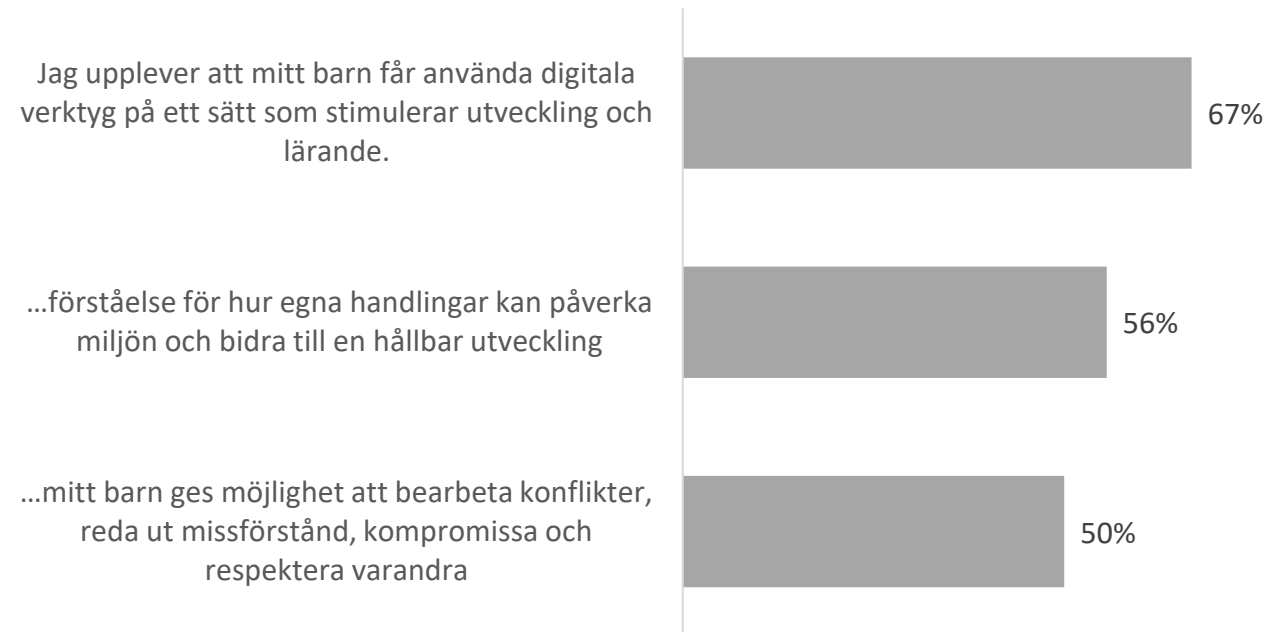 Jag upplever att mitt barn får använda digitala
verktyg på ett sätt som stimulerar utveckling och
lärande.
67%
...förståelse för hur egna handlingar kan påverka
miljön och bidra till en hållbar utveckling
56%
...mitt barn ges möjlighet att bearbeta konflikter,
reda ut missförstånd, kompromissa och
respektera varandra
50%